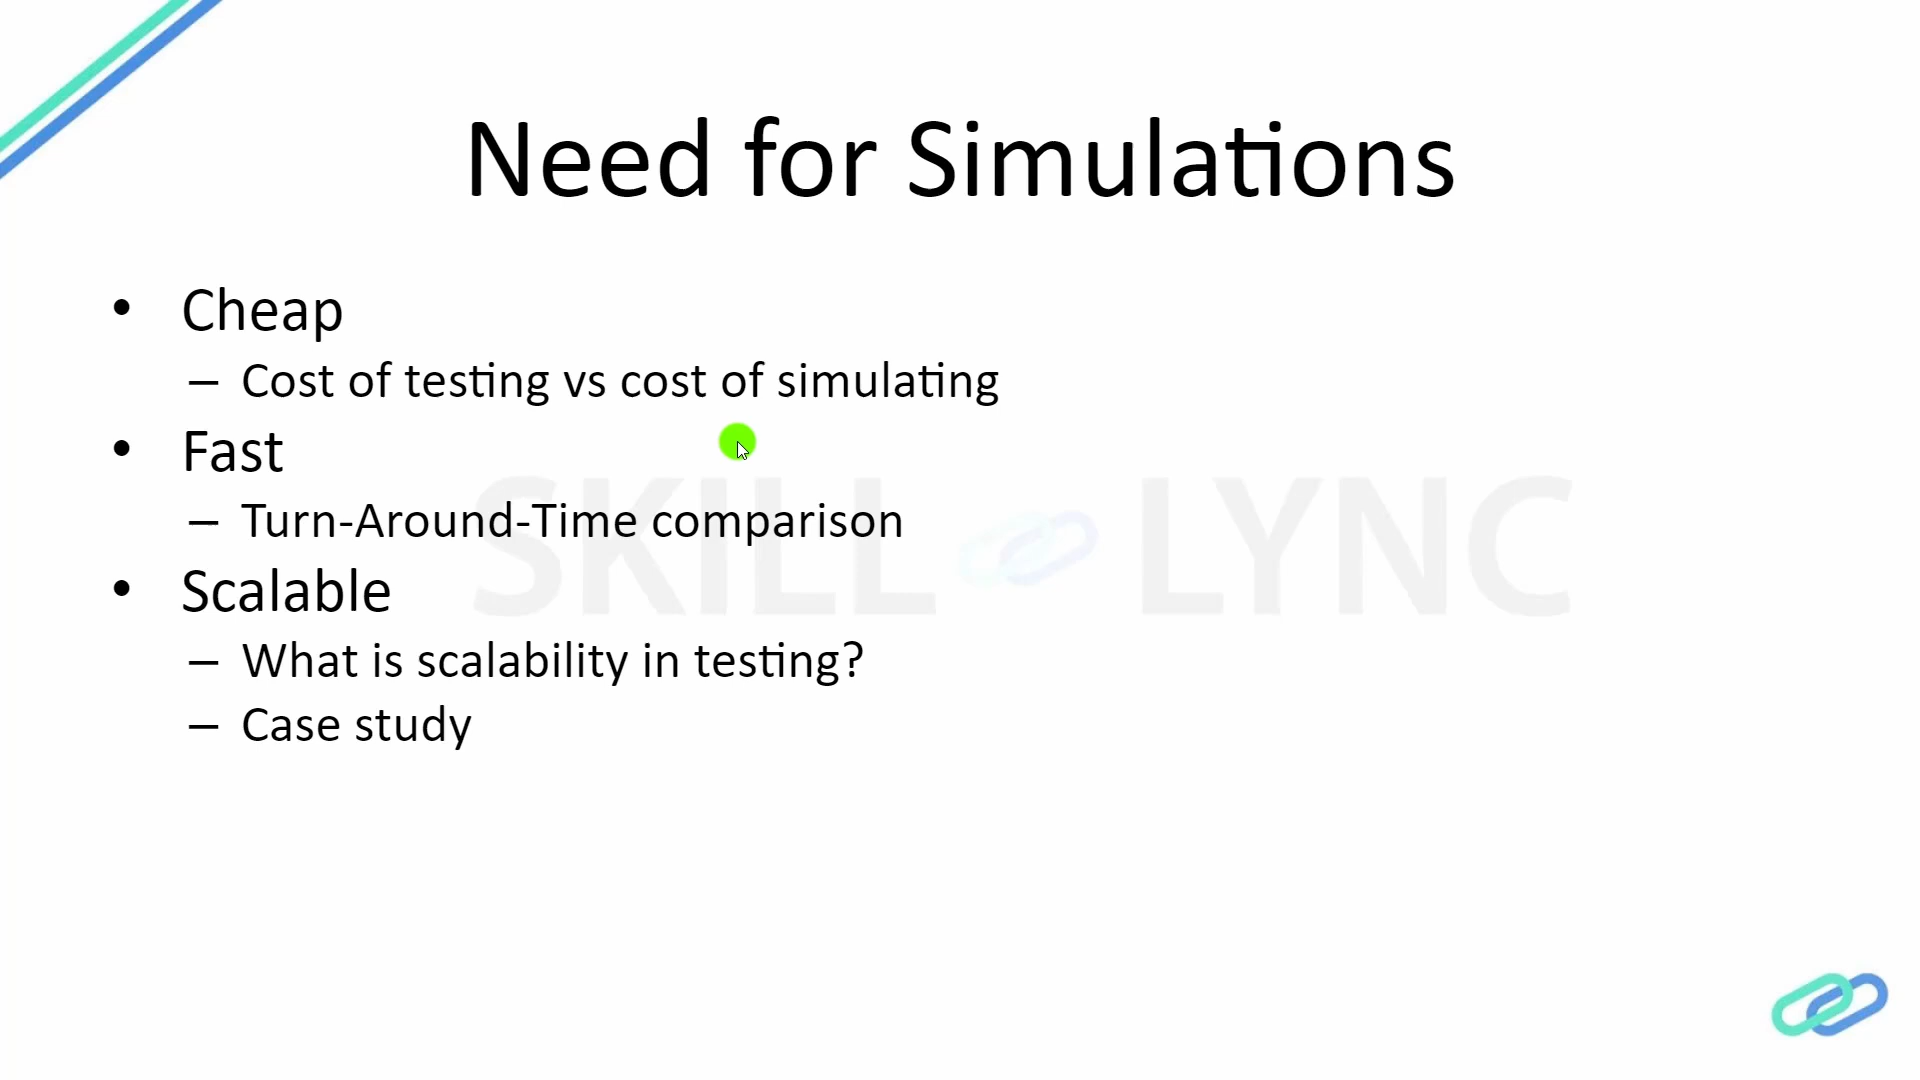 Need for Simulations
• Cheap
– Cost of testing vs cost of simulating
• Fast
– Turn-Around-Time comparison
• Scalable
– What is scalability in testing?
– Case study
SKILL LYNC